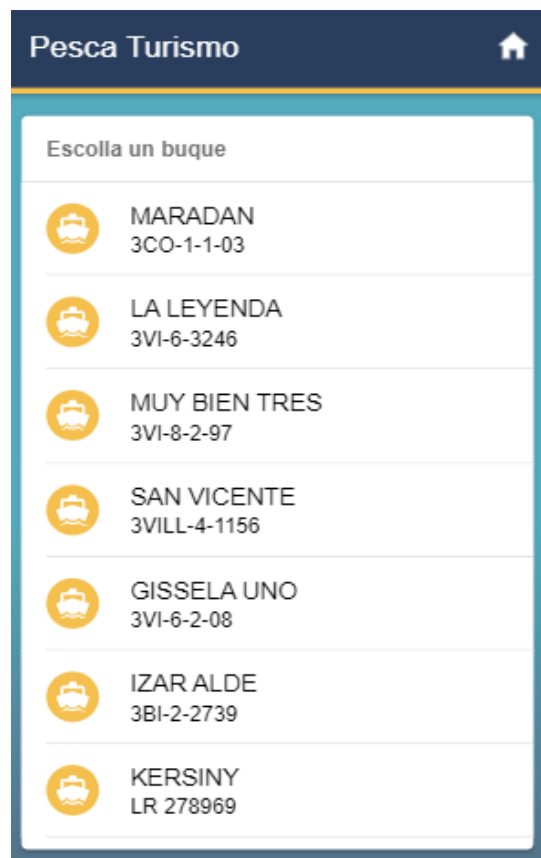 Pesca Turismo
Escolla un buque
MARADAN
3CO-1-1-03
LA LEYENDA
3VI-6-3246
MUY BIEN TRES
3VI-8-2-97
SAN VICENTE
3VILL-4-1156
GISSELA UNO
3VI-6-2-08
IZAR ALDE
3BI-2-2739
KERSINY
LR 278969